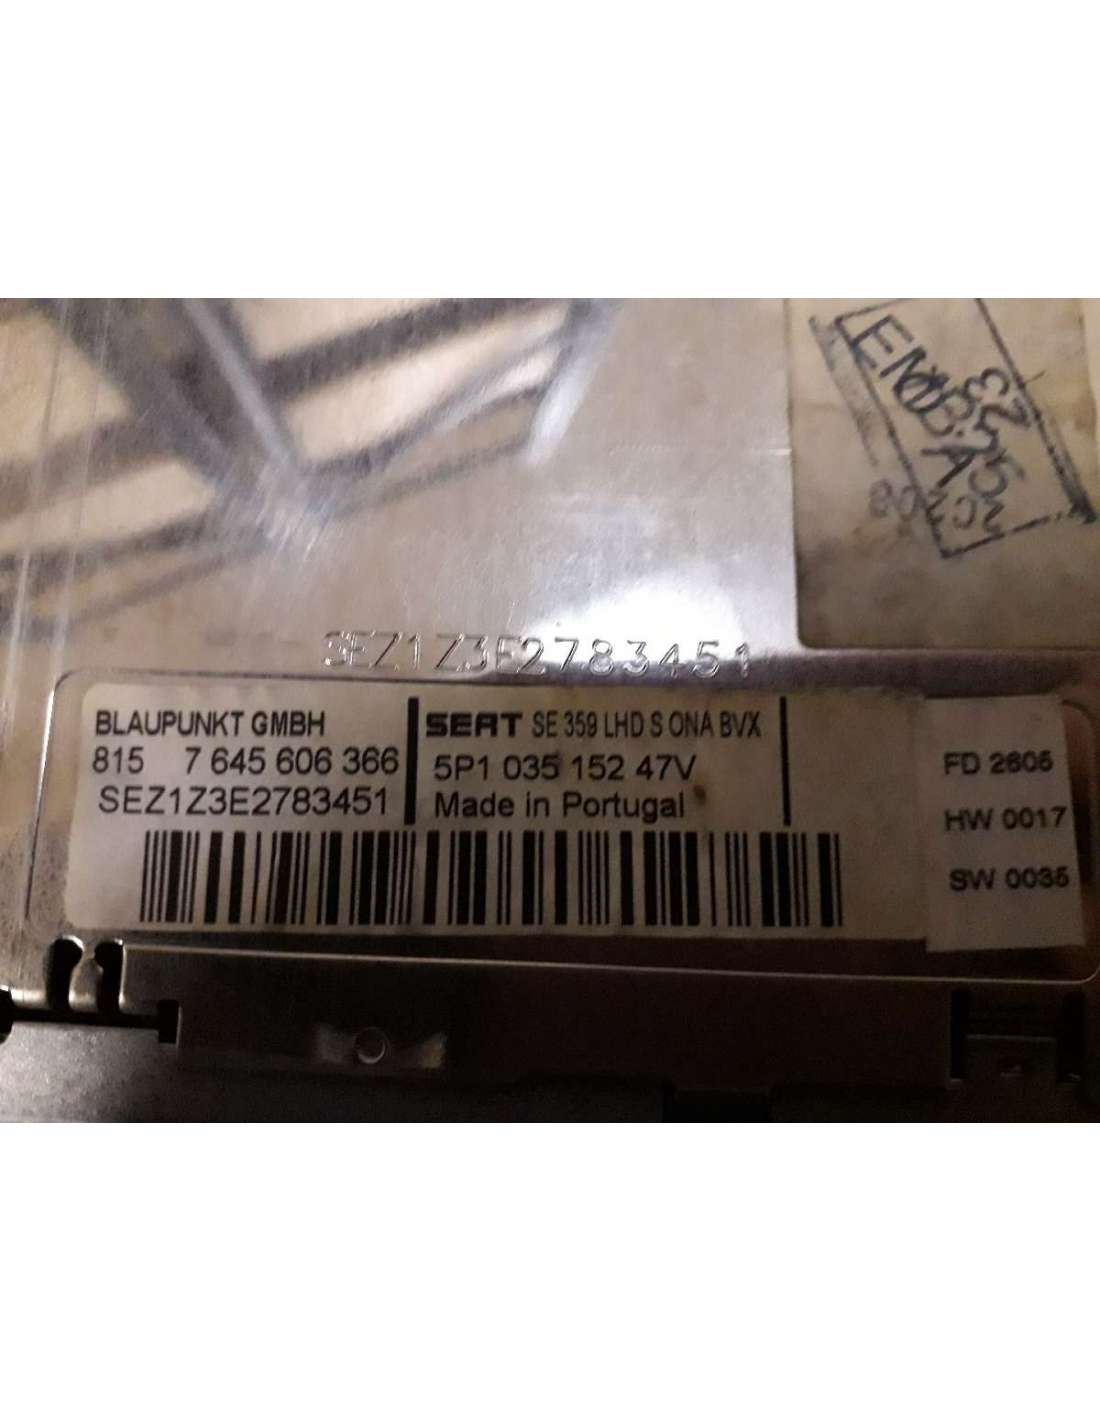 EMBA
SEZ1Z3E2783451
BLAUPUNKT GMBH
815 7 645 606 366
SEZ1Z3E2783451
SEAT SE 359 LHD S ONA BVX
5P1 035 152 47V
Made in Portugal
FD 2605
HW 0017
SW 0035